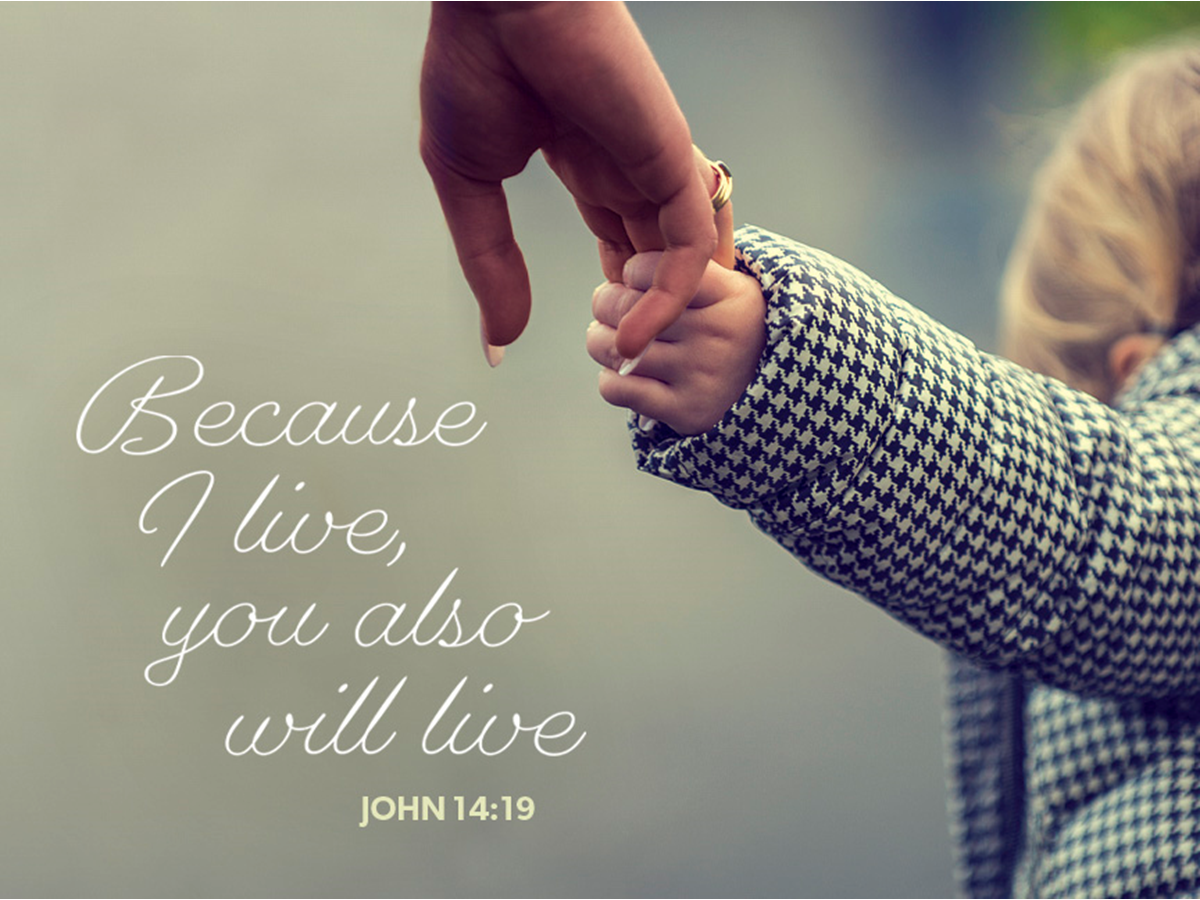 Because
I live,
you also
will live
JOHN 14:19